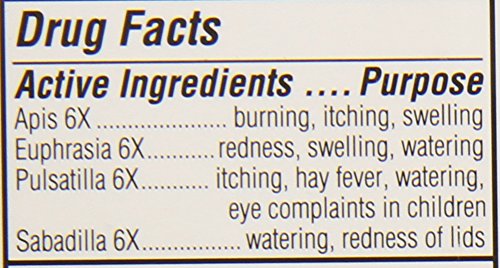 Drug Facts
Active Ingredients .... Purpose
Apis 6X ..................... burning, itching, swelling
Euphrasia 6X........... redness, swelling, watering
Pulsatilla 6X........... itching, hay fever, watering,
eye complaints in children
Sabadilla 6X................ watering, redness of lids